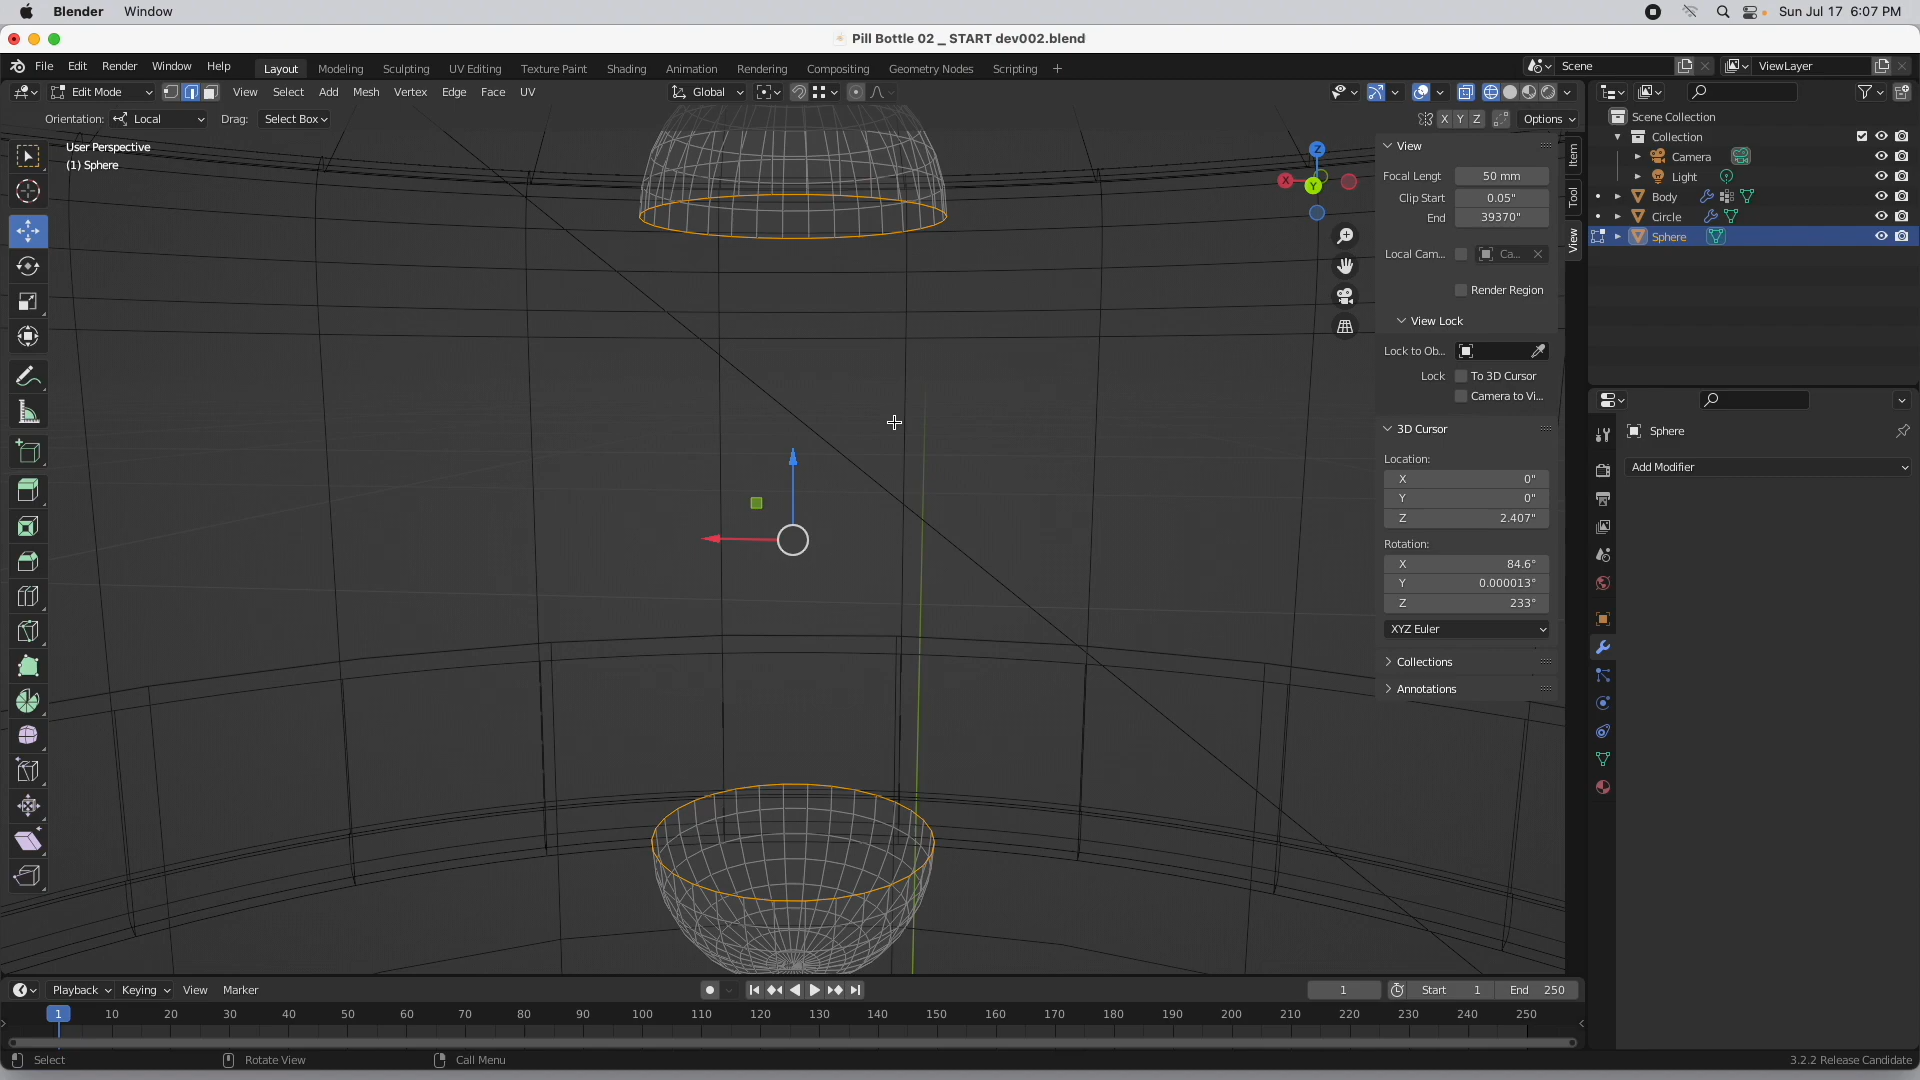 Blender Window Sun Jul 17 6:07 PM
Pill Bottle 02 _ START dev002.blend
File Edit Render Window Help Layout Modeling Sculpting UV Editing Texture Paint Shading Animation Rendering Compositing Geometry Nodes Scripting + Scene ViewLayer
Edit Mode View Select Add Mesh Vertex Edge Face UV Global
Orientation: Local Drag: Select Box X Y Z Options
User Perspective
(1) Sphere
Z
X
Y
View
Focal Lengt 50 mm
Clip Start 0.05"
End 39370"
Local Cam... Ca...
Render Region
View Lock
Lock to Ob...
Lock To 3D Cursor
Camera to Vi...
3D Cursor
Location:
X 0"
Y 0"
Z 2.407"
Rotation:
X 84.6°
Y 0.000013°
Z 233°
XYZ Euler
Collections
Annotations
Item
Tool
View
Scene Collection
Collection
Camera
Light
Body
Circle
Sphere
Sphere
Add Modifier
Playback Keying View Marker 1 Start 1 End 250
1 10 20 30 40 50 60 70 80 90 100 110 120 130 140 150 160 170 180 190 200 210 220 230 240 250
Select Rotate View Call Menu 3.2.2 Release Candidate